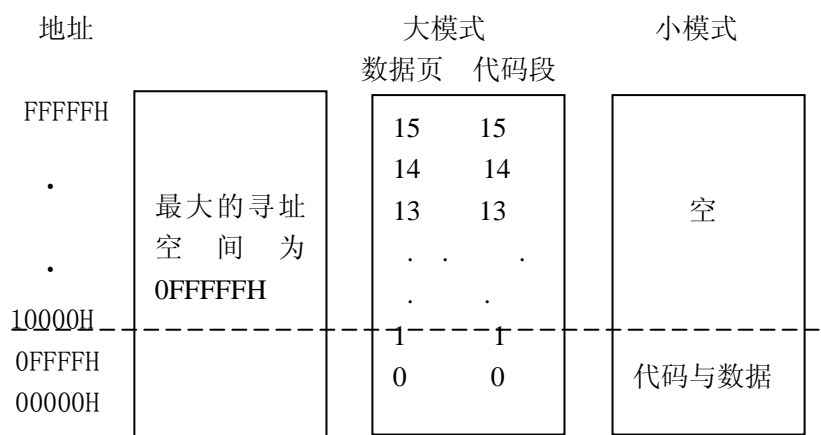 地址 大模式 小模式
数据页 代码段
FFFFFH
15 15
14 14
13 13
最大的寻址
空 间 为
0FFFFFH
空
. . .
. .
10000H
1 1
0FFFFH
0 0
代码与数据
00000H